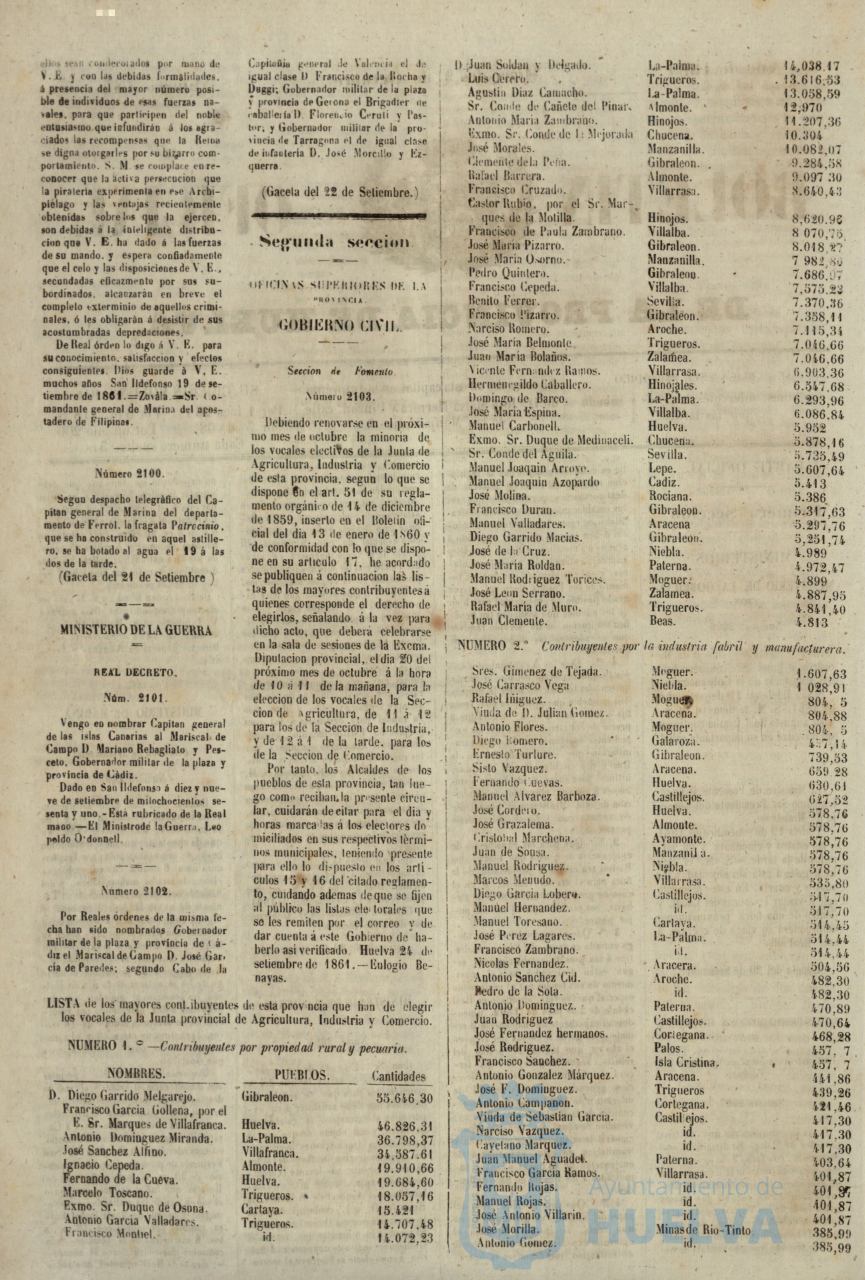 ellos sean condecorados por mano de
V. E. y con las debidas formalidades,
á presencia del mayor número posi-
ble de individuos de esas fuerzas na-
vales, para que participen del noble
entusiasmo que infundirán á los agra-
ciados las recompensas que la Reina
se digna otorgarles por su bizarro com-
portamiento. S. M se complace en re-
conocer que la activa persecucion que
la piratería experimenta en ese Archi-
piélago y las ventajas recientemente
obtenidas sobre los que la ejercen,
son debidas á la inteligente distribu-
cion que V. E. ha dado á las fuerzas
de su mando, y espera confiadamente
que el celo y las disposiciones de V. E.,
secundadas eficazmente por sus su-
bordinados, alcanzarán en breve el
completo exterminio de aquellos crimi-
nales, ó les obligarán á desistir de sus
acostumbradas depredaciones.
De Real órden lo digo á V. E. para
su conocimiento, satisfaccion y efectos
consiguientes. Dios guarde á V. E.
muchos años San Ildefonso 19 de se-
tiembre de 1861.=Zavala.=Sr. Co-
mandante general de Marina del apos-
tadero de Filipinas.
Número 2100.
Segun despacho telegráfico del Ca-
pitan general de Marina del departa-
mento de Ferrol, la fragata Patrocinio,
que se ha construido en aquel astille-
ro, se ha botado al agua el 19 á las
dos de la tarde.
(Gaceta del 21 de Setiembre )
MINISTERIO DE LA GUERRA
REAL DECRETO.
Núm. 2101.
Vengo en nombrar Capitan general
de las islas Canarias al Mariscal de
Campo D. Mariano Rebagliato y Pes-
ceto, Gobernador militar de la plaza y
provincia de Cádiz.
Dado en San Ildefonso á diez y nue-
ve de setiembre de milochocientos se-
senta y uno.-Está rubricado de la Real
mano —El Ministrode la Guerra, Leo
poldo O'donnell.
Numero 2102.
Por Reales órdenes de la misma fe-
cha han sido nombrados Gobernador
militar de la plaza y provincia de Cá-
diz el Mariscal de Campo D. José Gar-
cia de Paredes; segundo Cabo de la
Capitanía general de Valencia el de
igual clase D Francisco de la Rocha y
Duggi; Gobernador militar de la plaza
y provincia de Gerona el Brigadier de
caballería D. Florencio Ceruti y Pas-
tor; y Gobernador militar de la pro-
vincia de Tarragona el de igual clase
de infantería D. José Morcillo y Ez-
querra.
(Gaceta del 22 de Setiembre.)
Segunda seccion
OFICINAS SUPERIORES DE LA
PROVINCIA.
GOBIERNO CIVIL.
Seccion de Fomento
Número 2103.
Debiendo renovarse en el próxi-
mo mes de octubre la minoria de
los vocales electivos de la Junta de
Agricultura, Industria y Comercio
de esta provincia, segun lo que se
dispone en el art. 51 de su regla-
mento orgánico de 14 de diciembre
de 1859, inserto en el Boletin ofi-
cial del dia 13 de enero de 1860 y
de conformidad con lo que se dispo-
ne en su articulo 17, he acordado
se publiquen á continuacion las lis-
tas de los mayores contribuyentes á
quienes corresponde el derecho de
elegirlos, señalando á la vez para
dicho acto, que deberá celebrarse
en la sala de sesiones de la Excma.
Diputacion provincial, el dia 20 del
próximo mes de octubre á la hora
de 10 á 11 de la mañana, para la
eleccion de los vocales de la Sec-
cion de Agricultura, de 11 á 12
para los de la Seccion de Industria,
y de 12 á 1 de la tarde, para los
de la Seccion de Comercio.
Por tanto, los Alcaldes de los
pueblos de esta provincia, tan lue-
go como reciban la presente circu-
lar, cuidarán de citar para el dia y
horas marcadas á los electores do
miciliados en sus respectivos térmi-
nos municipales, teniendo presente
para ello lo dispuesto en los artí-
culos 15 y 16 del citado reglamen-
to, cuidando ademas de que se fijen
al público las listas electorales que
se les remiten por el correo y de
dar cuenta á este Gobierno de ha-
berlo asi verificado. Huelva 24 de
setiembre de 1861.—Eulogio Be-
nayas.
LISTA de los mayores contribuyentes de esta provincia que han de elegir
los vocales de la Junta provincial de Agricultura, Industria y Comercio.
NUMERO 1.º —Contribuyentes por propiedad rural y pecuaria.
NOMBRES. PUEBLOS. Cantidades
D. Diego Garrido Melgarejo. Gibraleon. 55.646,30
Francisco Garcia Gollena, por el
E. Sr. Marques de Villafranca. Huelva. 46.826,31
Antonio Dominguez Miranda. La-Palma. 36.798,37
José Sanchez Alfino. Villafranca. 34,587.61
Ignacio Cepeda. Almonte. 19.910,66
Fernando de la Cueva. Huelva. 19.684,60
Marcelo Toscano. Trigueros. 18.057,16
Exmo. Sr. Duque de Osuna. Cartaya. 15.421
Antonio Garcia Valladares. Trigueros. 14.707,48
Francisco Montiel. id. 14.072,23
D. Juan Soldan y Delgado. La-Palma. 14,038,17
Luis Cerero. Trigueros. 13.616,53
Agustin Diaz Camacho. La-Palma. 13.058,59
Sr. Conde de Cañete del Pinar. Almonte. 12,970
Antonio Maria Zambrano. Hinojos. 11.207,36
Exmo. Sr. Conde de la Mejorada Chucena. 10.304
José Morales. Manzanilla. 10.082,07
Clemente dela Peña. Gibraleon. 9.284,58
Rafael Barrera. Almonte. 9.097 30
Francisco Cruzado. Villarrasa. 8.640,43
Castor Rubio, por el Sr. Mar-
ques de la Motilla. Hinojos. 8,620,96
Francisco de Paula Zambrano. Villalba. 8 070,75
José Maria Pizarro. Gibraleon. 8.018,27
José Maria Osorno. Manzanilla. 7 982,80
Pedro Quintero. Gibraleon. 7.686,07
Francisco Cepeda. Villalba. 7,575.23
Benito Ferrer. Sevilla. 7.370,36
Francisco Pizarro. Gibraleon. 7.358,11
Narciso Romero. Aroche. 7.115,34
José Maria Belmonte. Trigueros. 7.046,66
Juan Maria Bolaños. Zalamea. 7.046,66
Vicente Fernandez Ramos. Villarrasa. 6.903,36
Hermenegildo Caballero. Hinojales. 6.347,68
Domingo de Barco. La-Palma. 6.293,96
José Maria Espina. Villalba. 6.086,84
Manuel Carbonell. Huelva. 5.952
Exmo. Sr. Duque de Medinaceli. Chucena. 5.878,16
Sr. Conde del Aguila. Sevilla. 5.735,49
Manuel Joaquin Arroyo. Lepe. 5.607,64
Manuel Joaquin Azopardo Cadiz. 5.413
José Molina. Rociana. 5.386
Francisco Duran. Gibraleon. 5.317,63
Manuel Valladares. Aracena 5.297,76
Diego Garrido Macias. Gibraleon. 5,251,74
José de la Cruz. Niebla. 4.989
José Maria Roldan. Paterna. 4.972,47
Manuel Rodriguez Torices. Moguer. 4.899
José Leon Serrano. Zalamea. 4.887,95
Rafael Maria de Muro. Trigueros. 4.841,40
Juan Clemente. Beas. 4.813
NUMERO 2.º Contribuyentes por la industria fabril y manufacturera.
Sres. Gimenez de Tejada. Moguer. 1.607,63
José Carrasco Vega Niebla. 1 028,91
Rafael Iñiguez. Moguer. 804, 5
Viuda de D. Julian Gomez. Aracena. 804,88
Antonio Flores. Moguer. 804, 5
Diego Romero. Galaroza.
Ernesto Turlure. Gibraleon. 739,53
Sisto Vazquez. Aracena. 659 28
Fernando Cuevas. Huelva. 630,61
Manuel Alvarez Barboza. Castillejos. 627,52
José Cordero. Huelva. 578,76
José Grazalema. Almonte. 578,76
Cristobal Marchena. Ayamonte. 578,76
Juan de Sousa. Manzanilla. 578,76
Manuel Rodriguez. Niebla. 578,76
Marcos Menudo. Villarrasa. 535,80
Diego Garcia Lobero. Castillejos. 517,70
Manuel Hernandez. id. 517,70
Manuel Toresano. Cartaya. 514,45
José Perez Lagares. La-Palma. 514,44
Francisco Zambrano. id. 514,44
Nicolas Fernandez. Aracena. 504,56
Antonio Sanchez Cid. Aroche. 482,30
Pedro de la Sota. id. 482,30
Antonio Dominguez. Paterna. 470,89
Juan Rodriguez Castillejos. 470,64
José Fernandez hermanos. Cortegana. 468,28
José Rodriguez. Palos. 457, 7
Francisco Sanchez. Isla Cristina. 457, 7
Antonio Gonzalez Márquez. Aracena. 441,86
José F. Dominguez. Trigueros 439,26
Antonio Campanon. Cortegana. 421,46
Viuda de Sebastian Garcia. Castillejos. 417,30
Narciso Vazquez. id. 417,30
Cayetano Marquez. id. 417,30
Juan Manuel Aguadet. Paterna. 403,64
Francisco Garcia Ramos. Villarrasa. 401,87
Fernando Rojas. id. 401,87
Manuel Rojas. id. 401,87
José Antonio Villarin. id. 401,87
José Morilla. Minas de Rio-Tinto 385,99
Antonio Gomez. id. 385,99
Ayuntamiento de
HUELVA